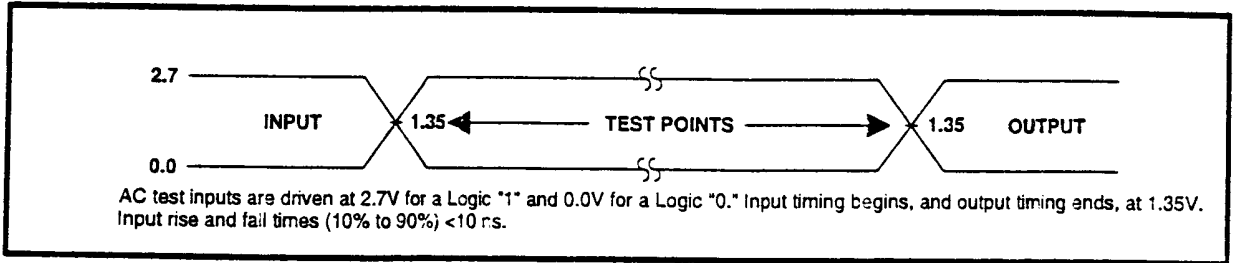 2.7
INPUT 1.35 TEST POINTS 1.35 OUTPUT
0.0
AC test inputs are driven at 2.7V for a Logic "1" and 0.0V for a Logic "0." Input timing begins, and output timing ends, at 1.35V.
Input rise and fall times (10% to 90%) <10 ns.